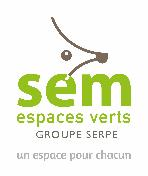 sem
espaces verts
GROUPE SERPE
un espace pour chacun